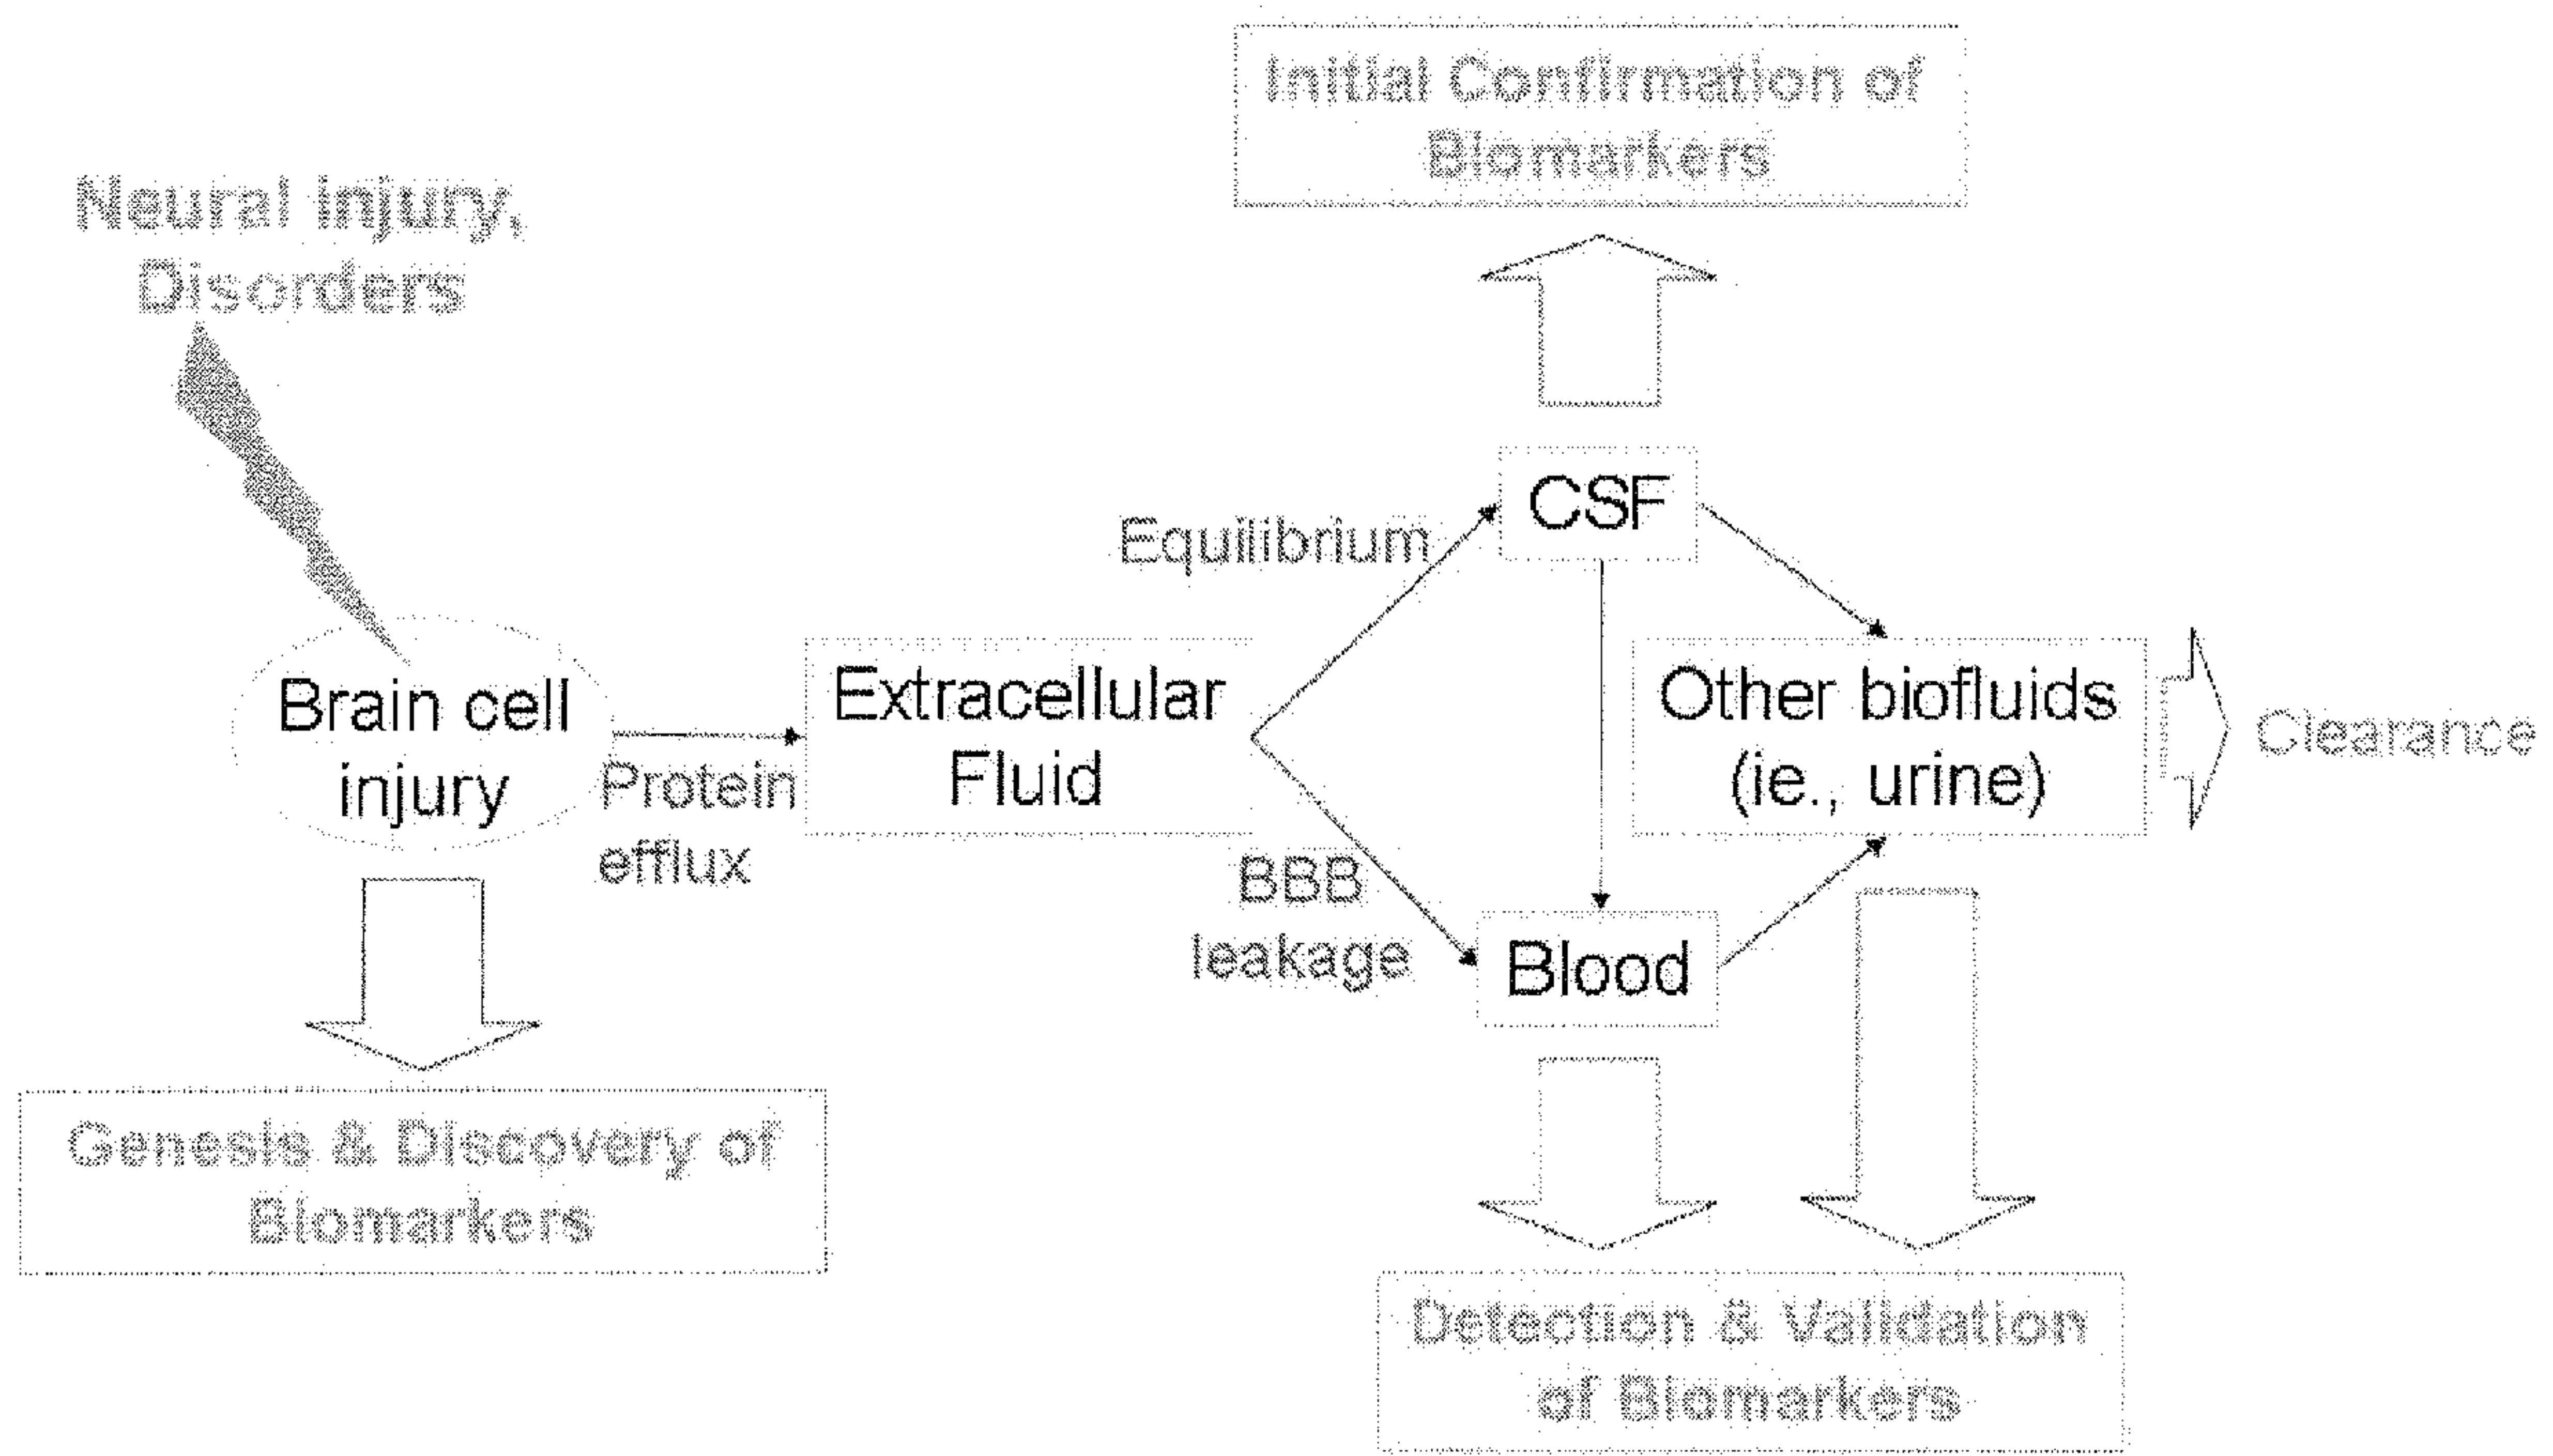 Initial Confirmation of
Biomarkers
Neural injury,
Disorders
CSF
Equilibrium
Brain cell
injury
Protein
efflux
Extracellular
Fluid
Other biofluids
(ie., urine)
Clearance
BBB
leakage
Blood
Genesis & Discovery of
Biomarkers
Detection & Validation
of Biomarkers